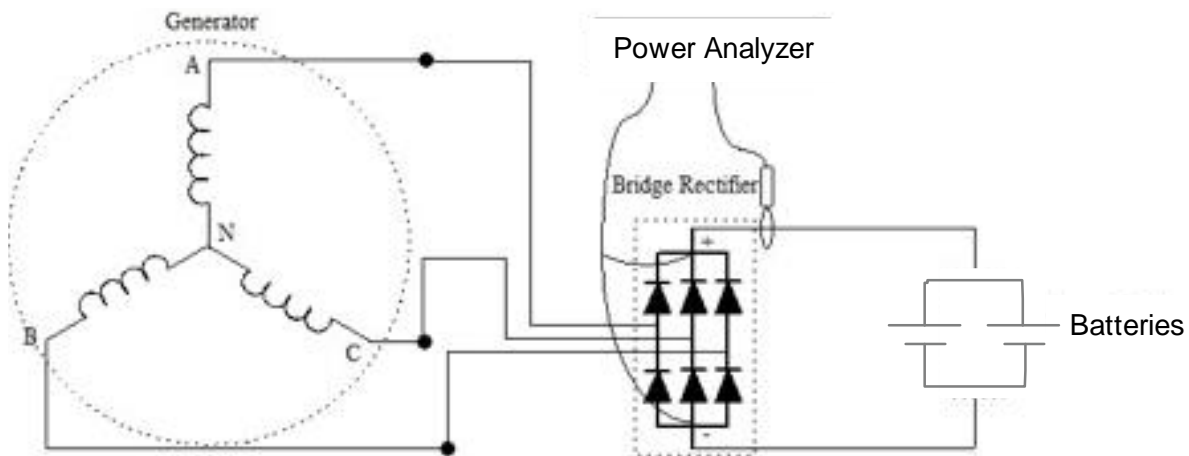 Generator
A
N
B
C
Power Analyzer
Bridge Rectifier
+
-
Batteries